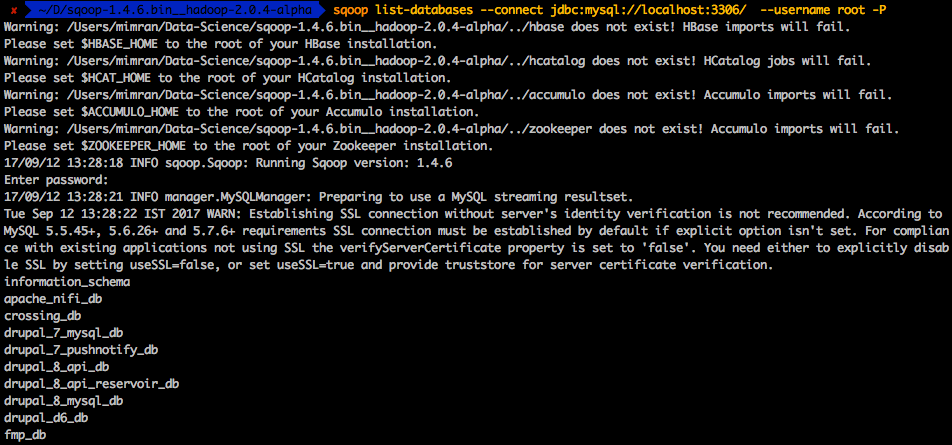 ✘ ~/D/sqoop-1.4.6.bin__hadoop-2.0.4-alpha sqoop list-databases --connect jdbc:mysql://localhost:3306/ --username root -P
Warning: /Users/mimran/Data-Science/sqoop-1.4.6.bin__hadoop-2.0.4-alpha/../hbase does not exist! HBase imports will fail.
Please set $HBASE_HOME to the root of your HBase installation.
Warning: /Users/mimran/Data-Science/sqoop-1.4.6.bin__hadoop-2.0.4-alpha/../hcatalog does not exist! HCatalog jobs will fail.
Please set $HCAT_HOME to the root of your HCatalog installation.
Warning: /Users/mimran/Data-Science/sqoop-1.4.6.bin__hadoop-2.0.4-alpha/../accumulo does not exist! Accumulo imports will fail.
Please set $ACCUMULO_HOME to the root of your Accumulo installation.
Warning: /Users/mimran/Data-Science/sqoop-1.4.6.bin__hadoop-2.0.4-alpha/../zookeeper does not exist! Accumulo imports will fail.
Please set $ZOOKEEPER_HOME to the root of your Zookeeper installation.
17/09/12 13:28:18 INFO sqoop.Sqoop: Running Sqoop version: 1.4.6
Enter password:
17/09/12 13:28:21 INFO manager.MySQLManager: Preparing to use a MySQL streaming resultset.
Tue Sep 12 13:28:22 IST 2017 WARN: Establishing SSL connection without server's identity verification is not recommended. According to
MySQL 5.5.45+, 5.6.26+ and 5.7.6+ requirements SSL connection must be established by default if explicit option isn't set. For complian
ce with existing applications not using SSL the verifyServerCertificate property is set to 'false'. You need either to explicitly disab
le SSL by setting useSSL=false, or set useSSL=true and provide truststore for server certificate verification.
information_schema
apache_nifi_db
crossing_db
drupal_7_mysql_db
drupal_7_pushnotify_db
drupal_8_api_db
drupal_8_api_reservoir_db
drupal_8_mysql_db
drupal_d6_db
fmp_db